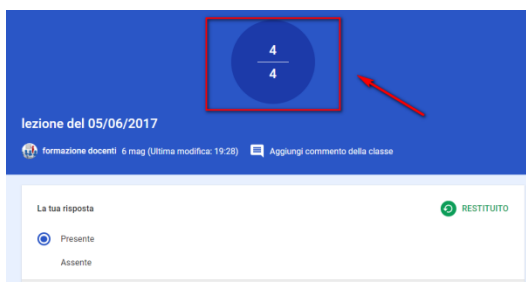 4
4
lezione del 05/06/2017
formazione docenti 6 mag (Ultima modifica: 19:28) Aggiungi commento della classe
La tua risposta RESTITUITO
Presente
Assente